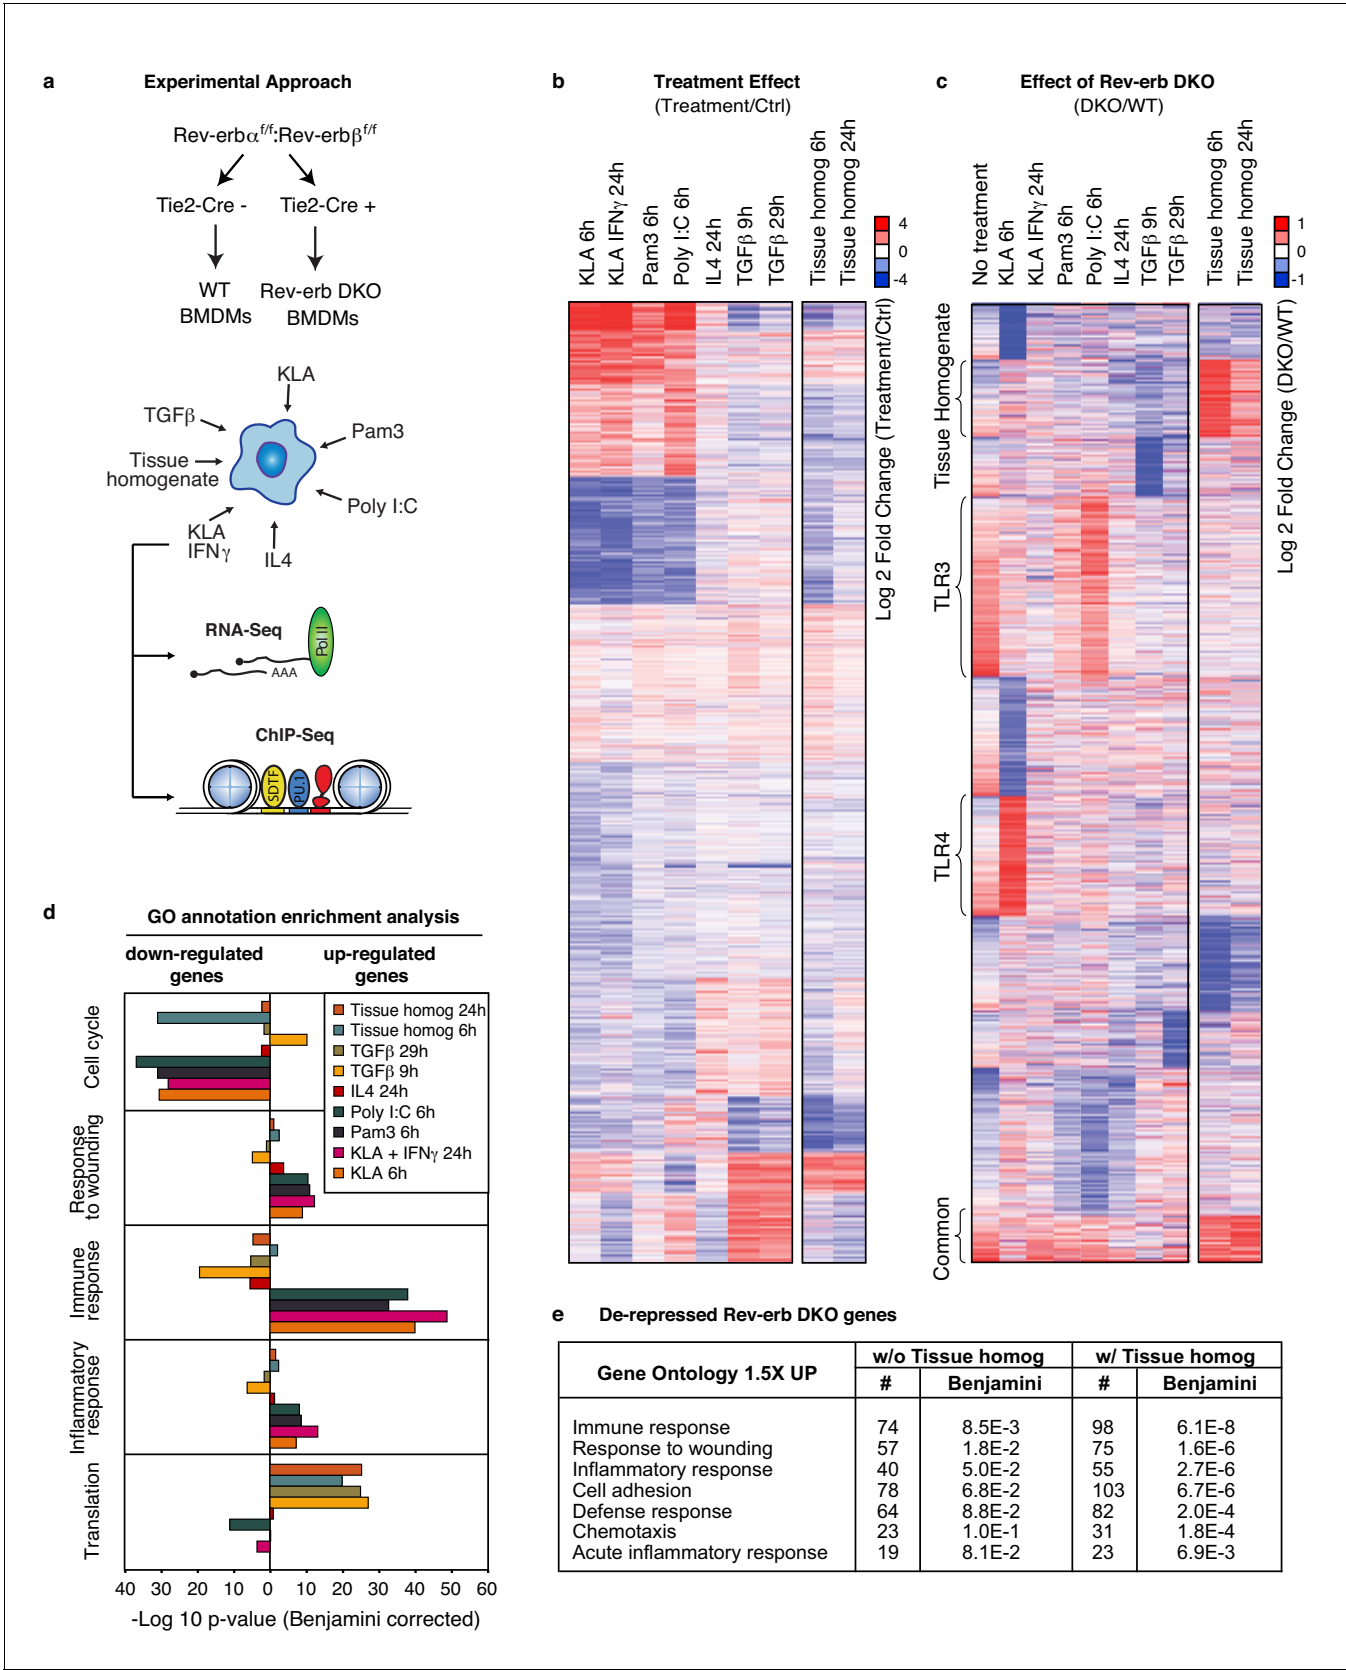 a Experimental Approach
Rev-erbα^f/f:Rev-erbβ^f/f
Tie2-Cre - Tie2-Cre +
WT
BMDMs
Rev-erb DKO
BMDMs
KLA
TGFβ
Pam3
Tissue
homogenate
Poly I:C
KLA
IFNγ
IL4
RNA-Seq
Pol II
AAA
ChIP-Seq
SDTF
PU.1
b Treatment Effect
(Treatment/Ctrl)
KLA 6h
KLA IFNγ 24h
Pam3 6h
Poly I:C 6h
IL4 24h
TGFβ 9h
TGFβ 29h
Tissue homog 6h
Tissue homog 24h
4
0
-4
Log 2 Fold Change (Treatment/Ctrl)
c Effect of Rev-erb DKO
(DKO/WT)
No treatment
KLA 6h
KLA IFNγ 24h
Pam3 6h
Poly I:C 6h
IL4 24h
TGFβ 9h
TGFβ 29h
Tissue homog 6h
Tissue homog 24h
1
0
-1
Log 2 Fold Change (DKO/WT)
Tissue Homogenate
TLR3
TLR4
Common
d GO annotation enrichment analysis
down-regulated
genes
up-regulated
genes
Tissue homog 24h
Tissue homog 6h
TGFβ 29h
TGFβ 9h
IL4 24h
Poly I:C 6h
Pam3 6h
KLA + IFNγ 24h
KLA 6h
Cell cycle
Response
to wounding
Immune
response
Inflammatory
response
Translation
40 30 20 10 0 10 20 30 40 50 60
-Log 10 p-value (Benjamini corrected)
e De-repressed Rev-erb DKO genes
Gene Ontology 1.5X UP w/o Tissue homog w/ Tissue homog
# Benjamini # Benjamini
Immune response 74 8.5E-3 98 6.1E-8
Response to wounding 57 1.8E-2 75 1.6E-6
Inflammatory response 40 5.0E-2 55 2.7E-6
Cell adhesion 78 6.8E-2 103 6.7E-6
Defense response 64 8.8E-2 82 2.0E-4
Chemotaxis 23 1.0E-1 31 1.8E-4
Acute inflammatory response 19 8.1E-2 23 6.9E-3